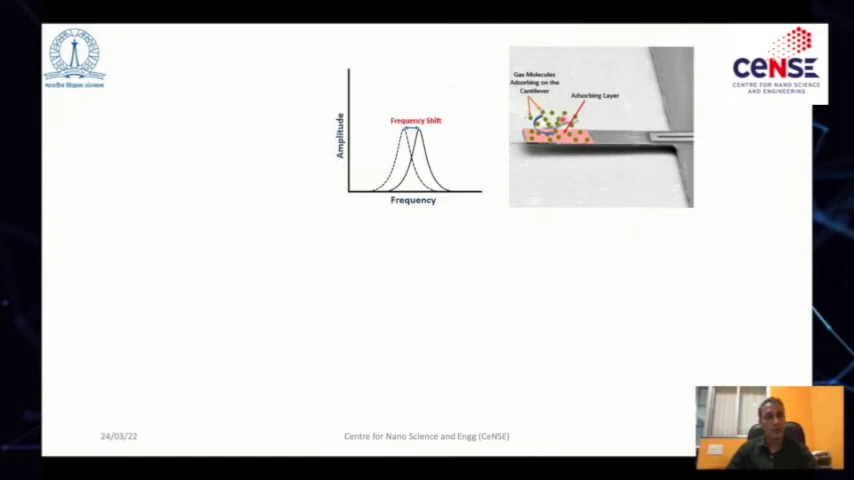 भारतीय विज्ञान संस्थान
Amplitude
Frequency Shift
Frequency
Gas Molecules
Adsorbing on the
Cantilever
Adsorbing Layer
CeNSE
CENTRE FOR NANO SCIENCE
AND ENGINEERING
24/03/22
Centre for Nano Science and Engg (CeNSE)